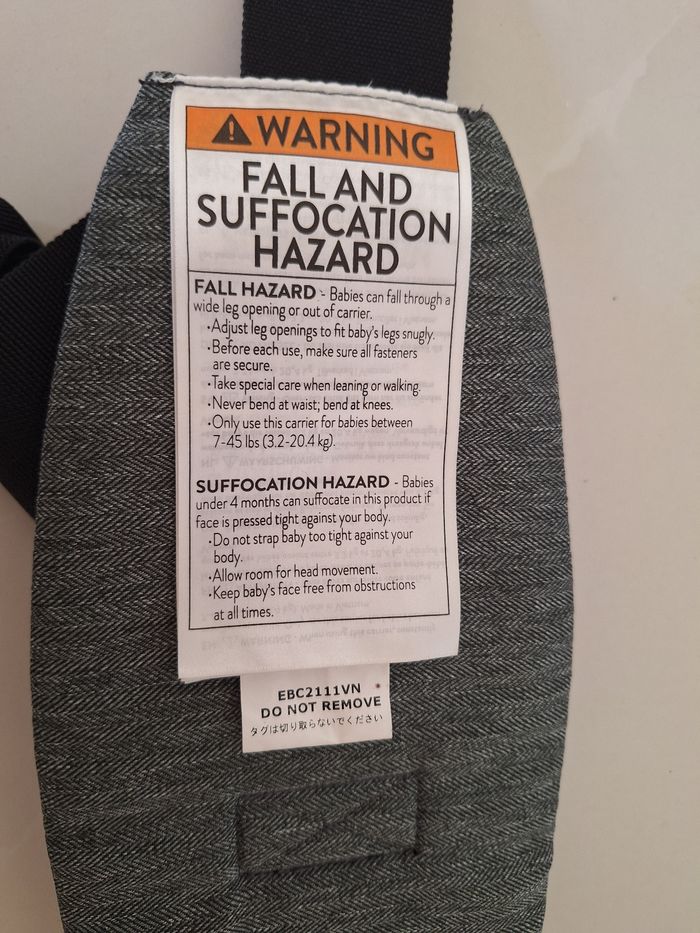 WARNING
FALL AND
SUFFOCATION
HAZARD
FALL HAZARD - Babies can fall through a
wide leg opening or out of carrier.
·Adjust leg openings to fit baby's legs snugly.
·Before each use, make sure all fasteners
are secure.
·Take special care when leaning or walking.
·Never bend at waist; bend at knees.
·Only use this carrier for babies between
7-45 lbs (3.2-20.4 kg).
SUFFOCATION HAZARD - Babies
under 4 months can suffocate in this product if
face is pressed tight against your body.
·Do not strap baby too tight against your
body.
·Allow room for head movement.
·Keep baby's face free from obstructions
at all times.
EBC2111VN
DO NOT REMOVE
タグは切り取らないでください